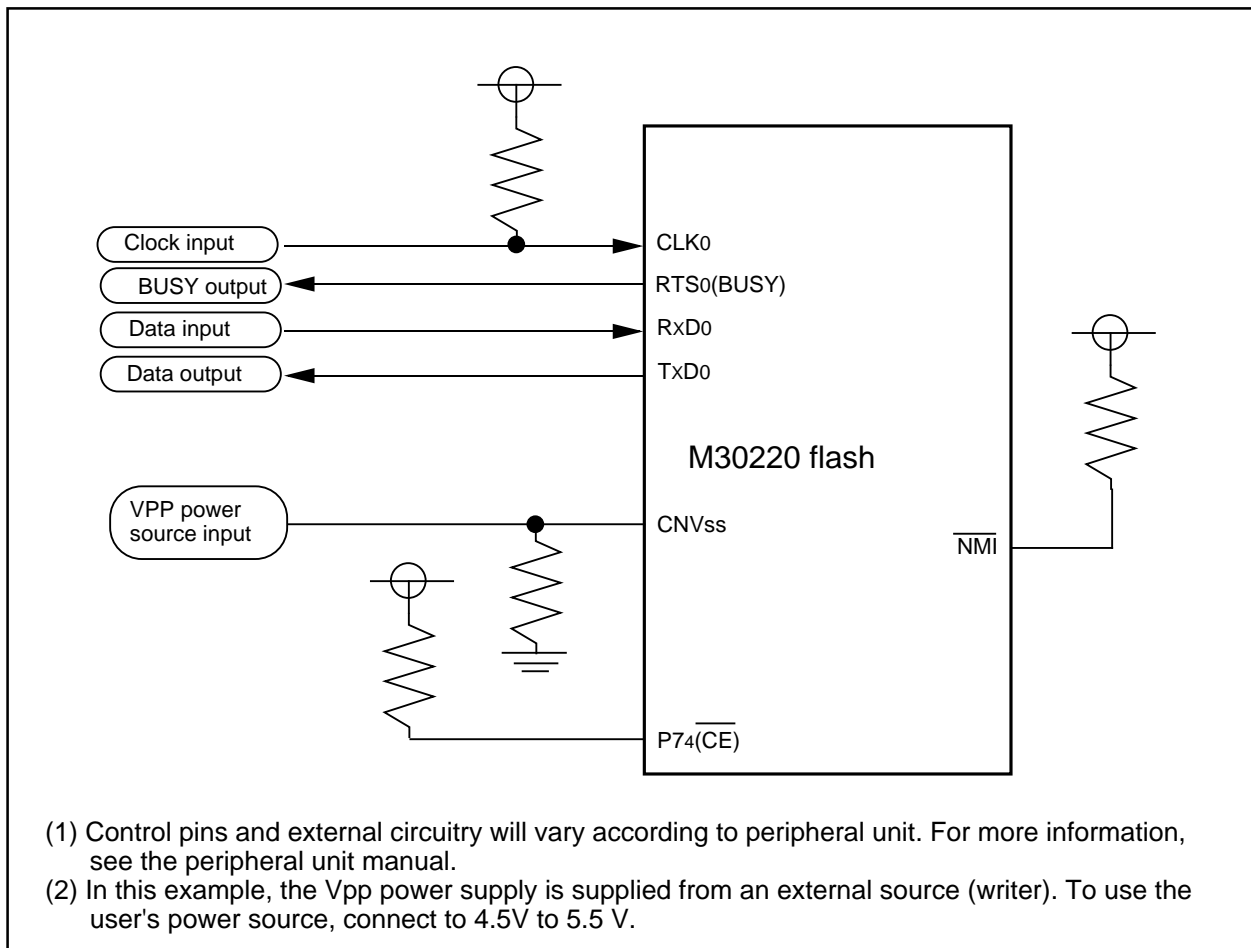 Clock input
CLK0
BUSY output
RTS0(BUSY)
Data input
RxD0
Data output
TxD0
M30220 flash
VPP power
source input
CNVss
NMI
P74(CE)
(1) Control pins and external circuitry will vary according to peripheral unit. For more information,
see the peripheral unit manual.
(2) In this example, the Vpp power supply is supplied from an external source (writer). To use the
user's power source, connect to 4.5V to 5.5 V.